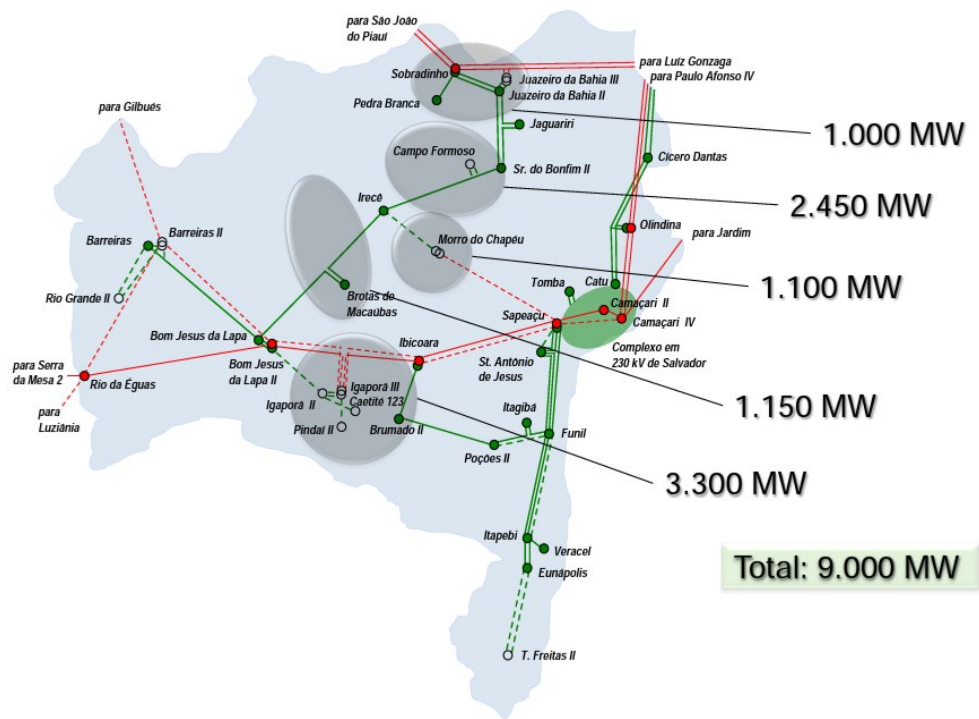 para São João
do Piauí
para Luíz Gonzaga
para Paulo Afonso IV
Sobradinho
Juazeiro da Bahia III
Juazeiro da Bahia II
Pedra Branca
para Gilbués
Jaguariri
1.000 MW
Campo Formoso
Cícero Dantas
Sr. do Bonfim II
2.450 MW
Irecê
Olindina
para Jardim
Barreiras
Barreiras II
Morro do Chapéu
1.100 MW
Rio Grande II
Brotas de
Macaúbas
Tomba
Catu
Camaçari II
Sapeaçu
Camaçari IV
Bom Jesus da Lapa
Bom Jesus
da Lapa II
Ibicoara
Complexo em
230 kV de Salvador
St. Antônio
de Jesus
para Serra
da Mesa 2
Rio da Éguas
Igaporã III
Caetité 123
Igaporã II
1.150 MW
para
Luziânia
Pindaí II
Brumado II
Itagibá
Funil
Poções II
3.300 MW
Itapebi
Veracel
Eunápolis
Total: 9.000 MW
T. Freitas II